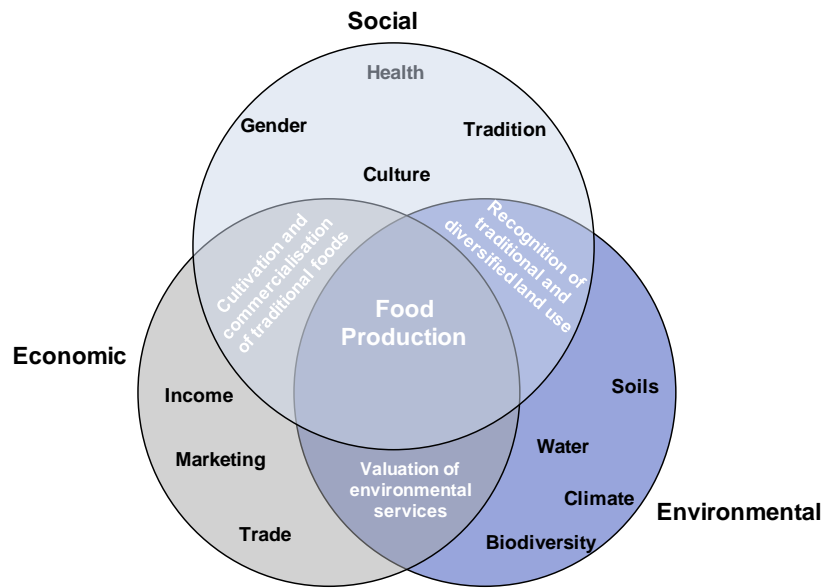 Social
Health
Gender
Tradition
Culture
Cultivation and
commercialisation
of traditional foods
Recognition of
traditional and
diversified land use
Food
Production
Economic
Income
Soils
Marketing
Water
Valuation of
environmental
services
Climate
Environmental
Trade
Biodiversity